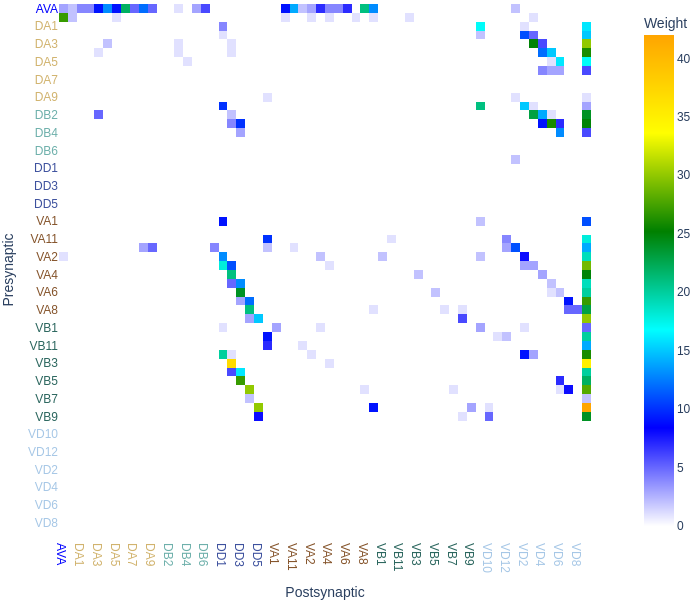 Weight
AVA
DA1
DA3
DA5
DA7
DA9
DB2
DB4
DB6
DD1
DD3
DD5
VA1
VA11
VA2
VA4
VA6
VA8
VB1
VB11
VB3
VB5
VB7
VB9
VD10
VD12
VD2
VD4
VD6
VD8
Presynaptic
40
35
30
25
20
15
10
5
0
AVA
DA1
DA3
DA5
DA7
DA9
DB2
DB4
DB6
DD1
DD3
DD5
VA1
VA11
VA2
VA4
VA6
VA8
VB1
VB11
VB3
VB5
VB7
VB9
VD10
VD12
VD2
VD4
VD6
VD8
Postsynaptic